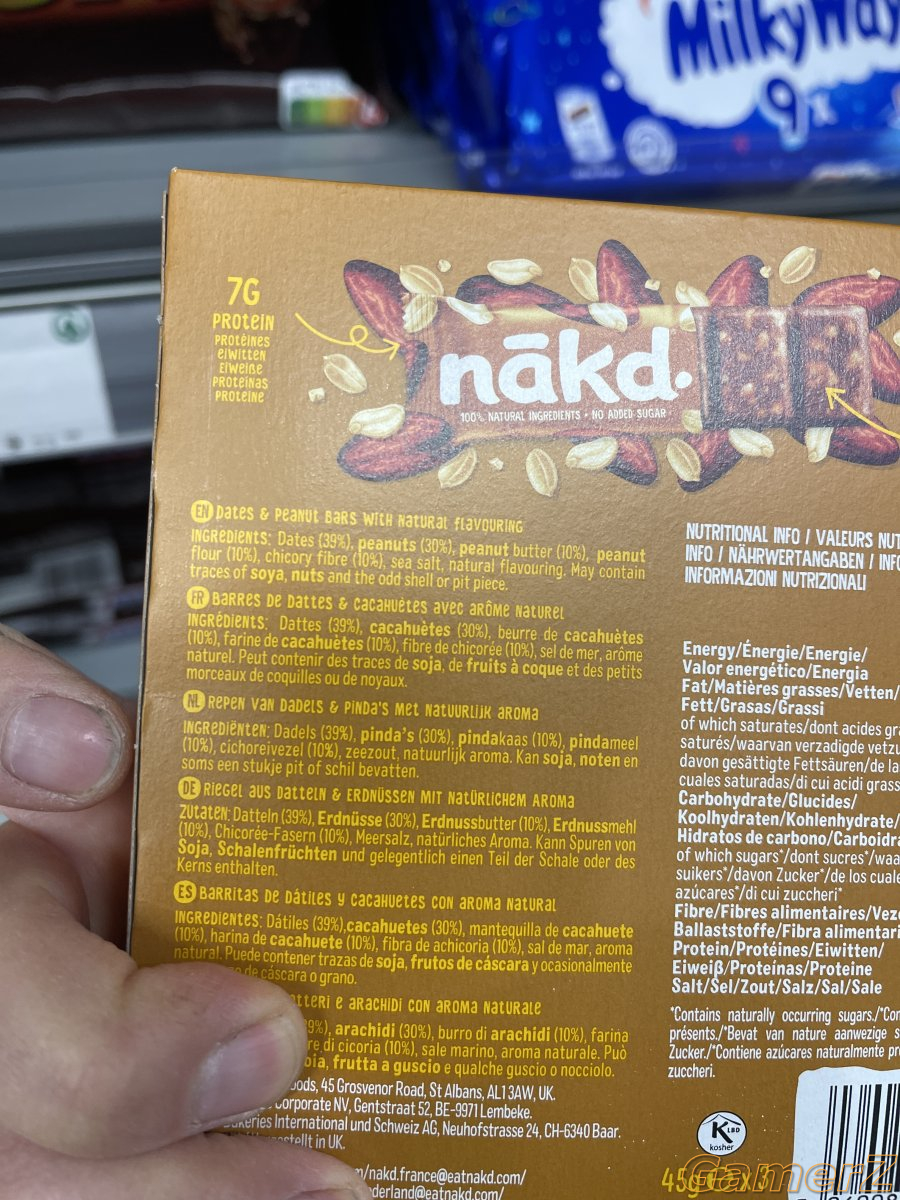 MilkyWay
9x
7G
PROTEIN
PROTÉINES
EIWITTEN
EIWEIßE
PROTEÍNAS
PROTEINE
nākd.
100% NATURAL INGREDIENTS • NO ADDED SUGAR
EN DATES & PEANUT BARS WITH NATURAL FLAVOURING
INGREDIENTS: Dates (39%), peanuts (30%), peanut butter (10%), peanut
flour (10%), chicory fibre (10%), sea salt, natural flavouring. May contain
traces of soya, nuts and the odd shell or pit piece.
FR BARRES DE DATTES & CACAHUÈTES AVEC ARÔME NATUREL
INGRÉDIENTS: Dattes (39%), cacahuètes (30%), beurre de cacahuètes
(10%), farine de cacahuètes (10%), fibre de chicorée (10%), sel de mer, arôme
naturel. Peut contenir des traces de soja, de fruits à coque et des petits
morceaux de coquilles ou de noyaux.
NL REPEN VAN DADELS & PINDA'S MET NATUURLIJK AROMA
INGREDIËNTEN: Dadels (39%), pinda's (30%), pindakaas (10%), pindameel
(10%), cichoreivezel (10%), zeezout, natuurlijk aroma. Kan soja, noten en
soms een stukje pit of schil bevatten.
DE RIEGEL AUS DATTELN & ERDNÜSSEN MIT NATÜRLICHEM AROMA
ZUTATEN: Datteln (39%), Erdnüsse (30%), Erdnussbutter (10%), Erdnussmehl
(10%), Chicorée-Fasern (10%), Meersalz, natürliches Aroma. Kann Spuren von
Soja, Schalenfrüchten und gelegentlich einen Teil der Schale oder des
Kerns enthalten.
ES BARRITAS DE DÁTILES Y CACAHUETES CON AROMA NATURAL
INGREDIENTES: Dátiles (39%),cacahuetes (30%), mantequilla de cacahuete
(10%), harina de cacahuete (10%), fibra de achicoria (10%), sal de mar, aroma
natural. Puede contener trazas de soja, frutos de cáscara y ocasionalmente
de cáscara o grano.
tteri e arachidi con aroma naturale
9%), arachidi (30%), burro di arachidi (10%), farina
re di cicoria (10%), sale marino, aroma naturale. Può
oia, frutta a guscio e qualche guscio o nocciolo.
oods, 45 Grosvenor Road, St Albans, AL1 3AW, UK.
Corporate NV, Gentstraat 52, BE-9971 Lembeke.
akeries International und Schweiz AG, Neuhofstrasse 24, CH-6340 Baar.
estellt in UK.
m/nakd.france@eatnakd.com/
derland@eatnakd.com/
NUTRITIONAL INFO / VALEURS NUT
INFO / NÄHRWERTANGABEN / INFO
INFORMAZIONI NUTRIZIONALI
Energy/Énergie/Energie/
Valor energético/Energia
Fat/Matières grasses/Vetten/
Fett/Grasas/Grassi
of which saturates/dont acides gra
saturés/waarvan verzadigde vetzu
davon gesättigte Fettsäuren/de la
cuales saturadas/di cui acidi grass
Carbohydrate/Glucides/
Koolhydraten/Kohlenhydrate/
Hidratos de carbono/Carboidra
of which sugars*/dont sucres*/waa
suikers*/davon Zucker*/de los cuale
azúcares*/di cui zuccheri*
Fibre/Fibres alimentaires/Veze
Ballaststoffe/Fibra alimentari
Protein/Protéines/Eiwitten/
Eiweiß/Proteínas/Proteine
Salt/Sel/Zout/Salz/Sal/Sale
*Contains naturally occurring sugars./*Con
présents./*Bevat van nature aanwezige s
Zucker./*Contiene azúcares naturalmente pr
zuccheri.
K LBD
kosher
45g e x 3
GamerZ